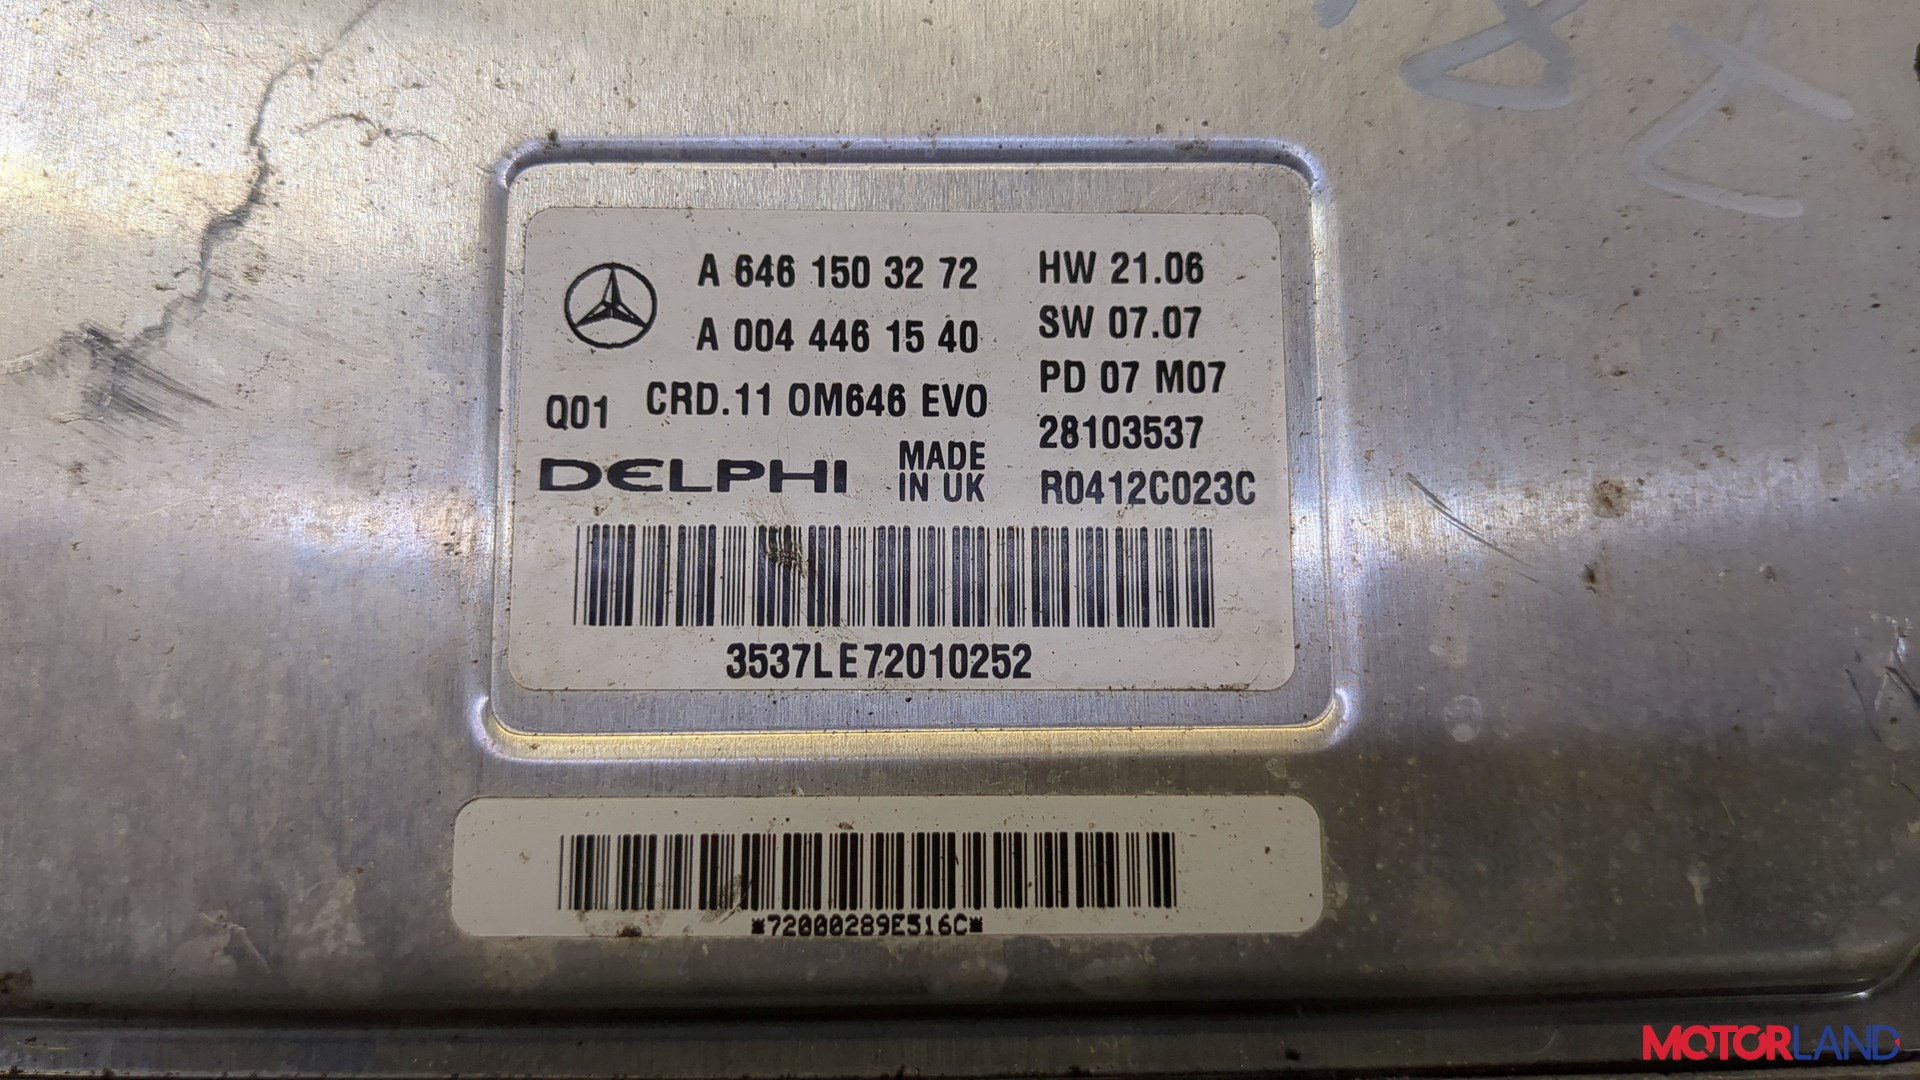 A 646 150 32 72
A 004 446 15 40
Q01 CRD.11 OM646 EVO
DELPHI
MADE
IN UK
HW 21.06
SW 07.07
PD 07 M07
28103537
R0412C023C
3537LE72010252
*72000289E516C*
MOTORLAND